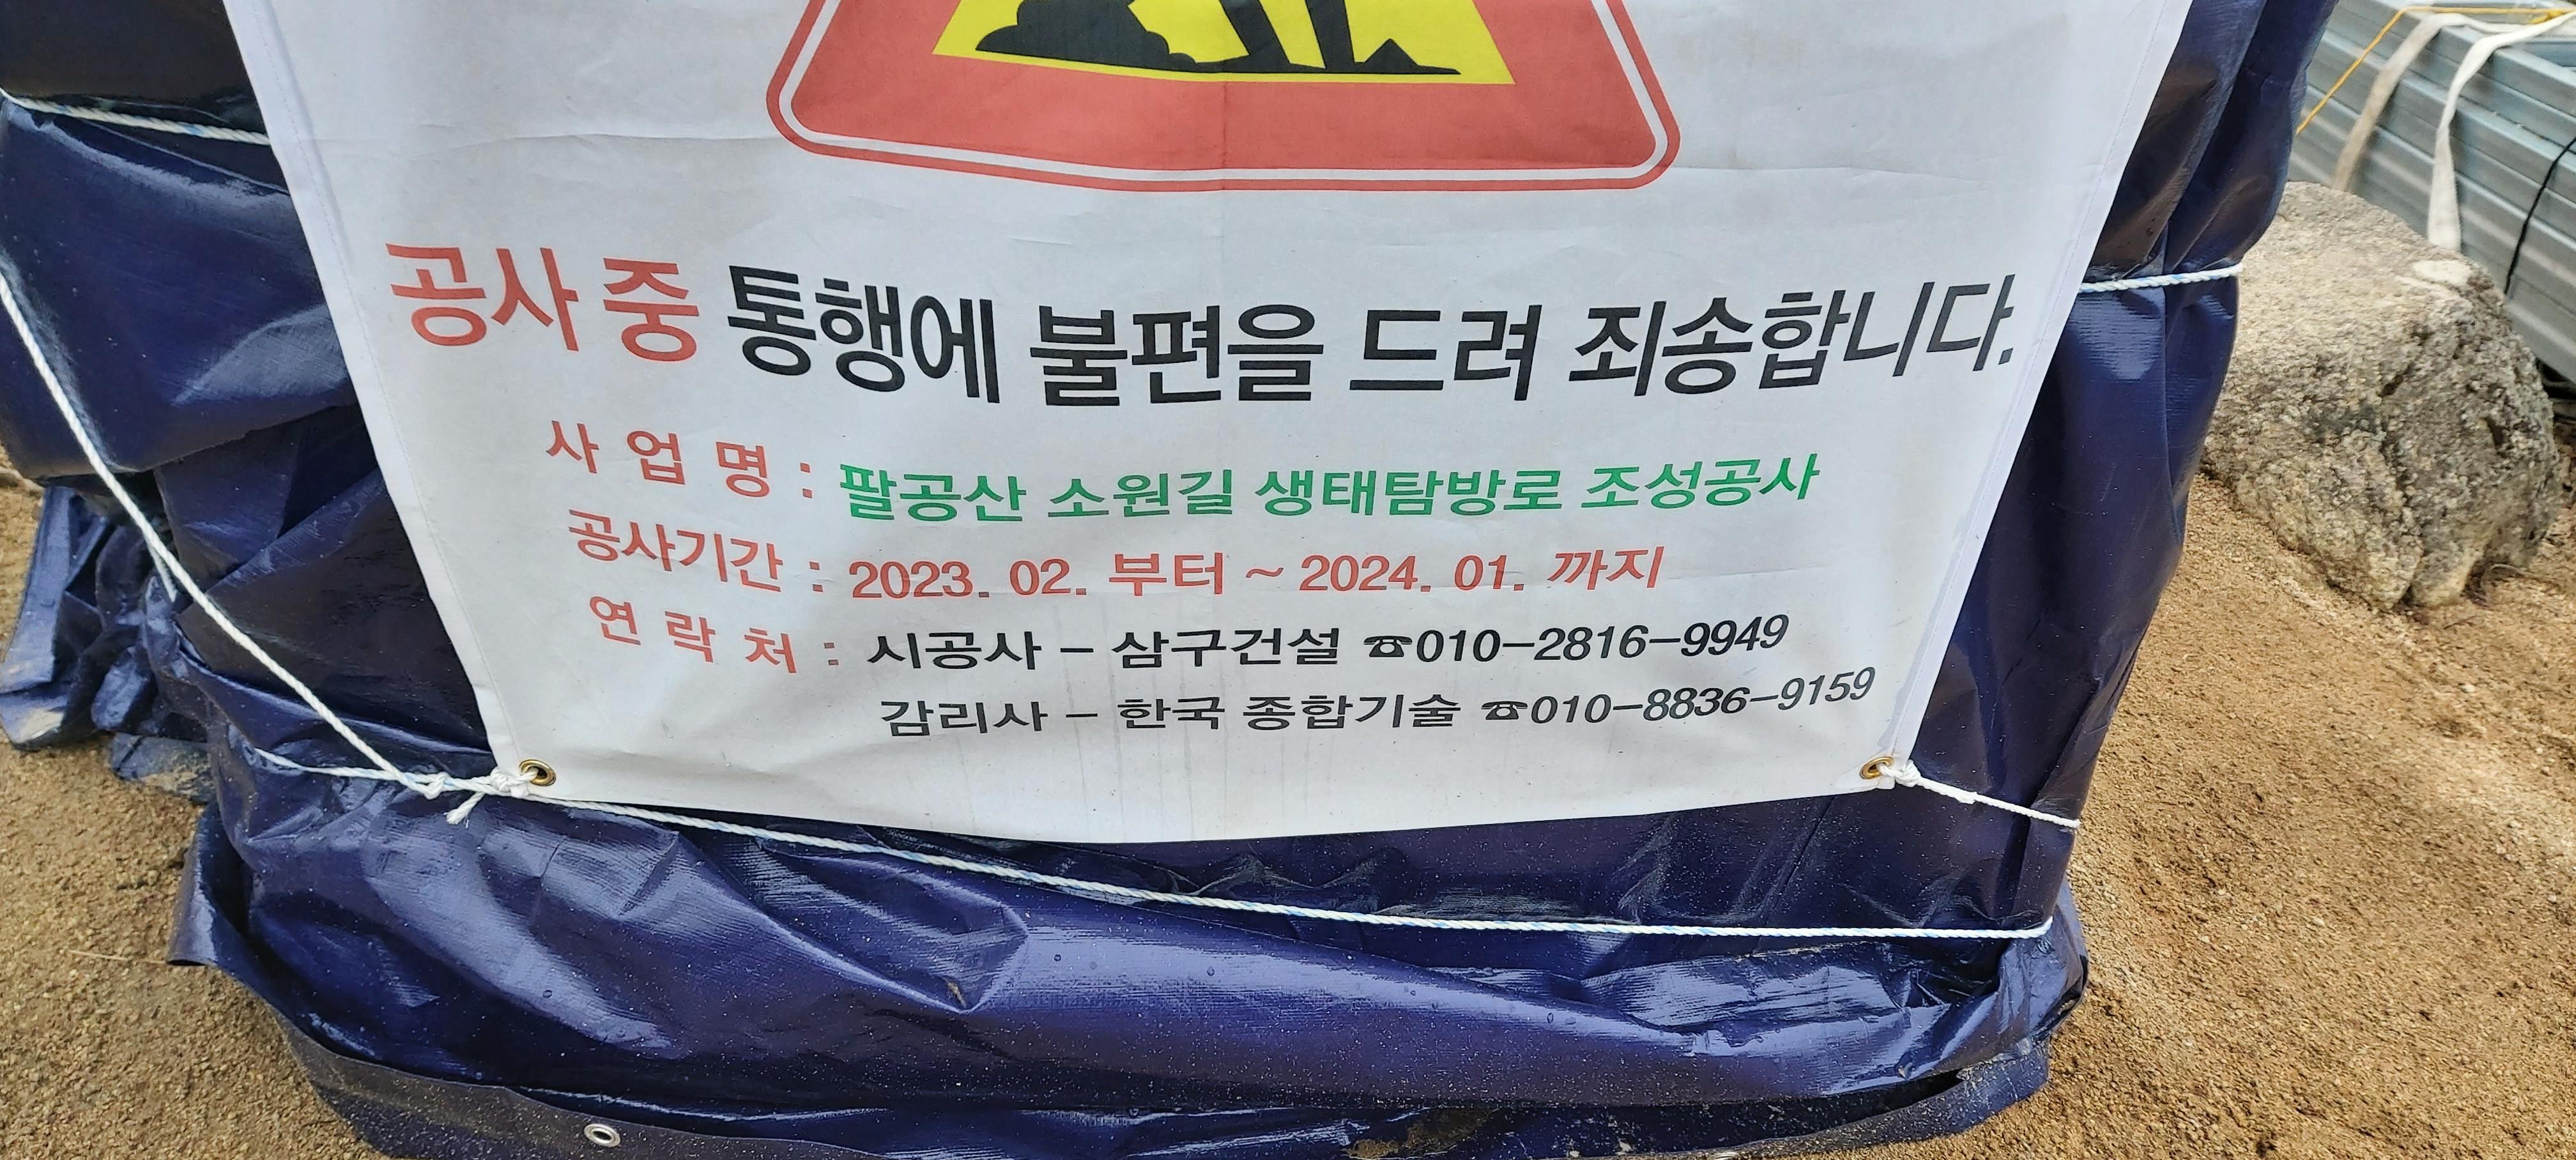 공사 중 통행에 불편을 드려 죄송합니다.
사 업 명 : 팔공산 소원길 생태탐방로 조성공사
공사기간 : 2023. 02. 부터 ~ 2024. 01. 까지
연 락 처 : 시공사 - 삼구건설 ☎010-2816-9949
감리사 - 한국 종합기술 ☎010-8836-9159